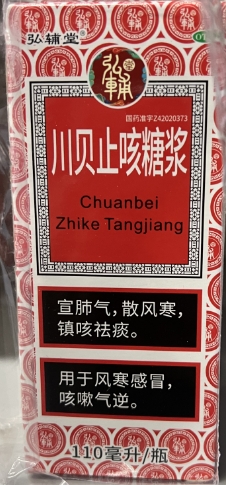 弘辅堂
OTC
弘辅堂
国药准字Z42020373
川贝止咳糖浆
Chuanbei
Zhike Tangjiang
宣肺气，散风寒，
镇咳祛痰。
用于风寒感冒，
咳嗽气逆。
110毫升/瓶